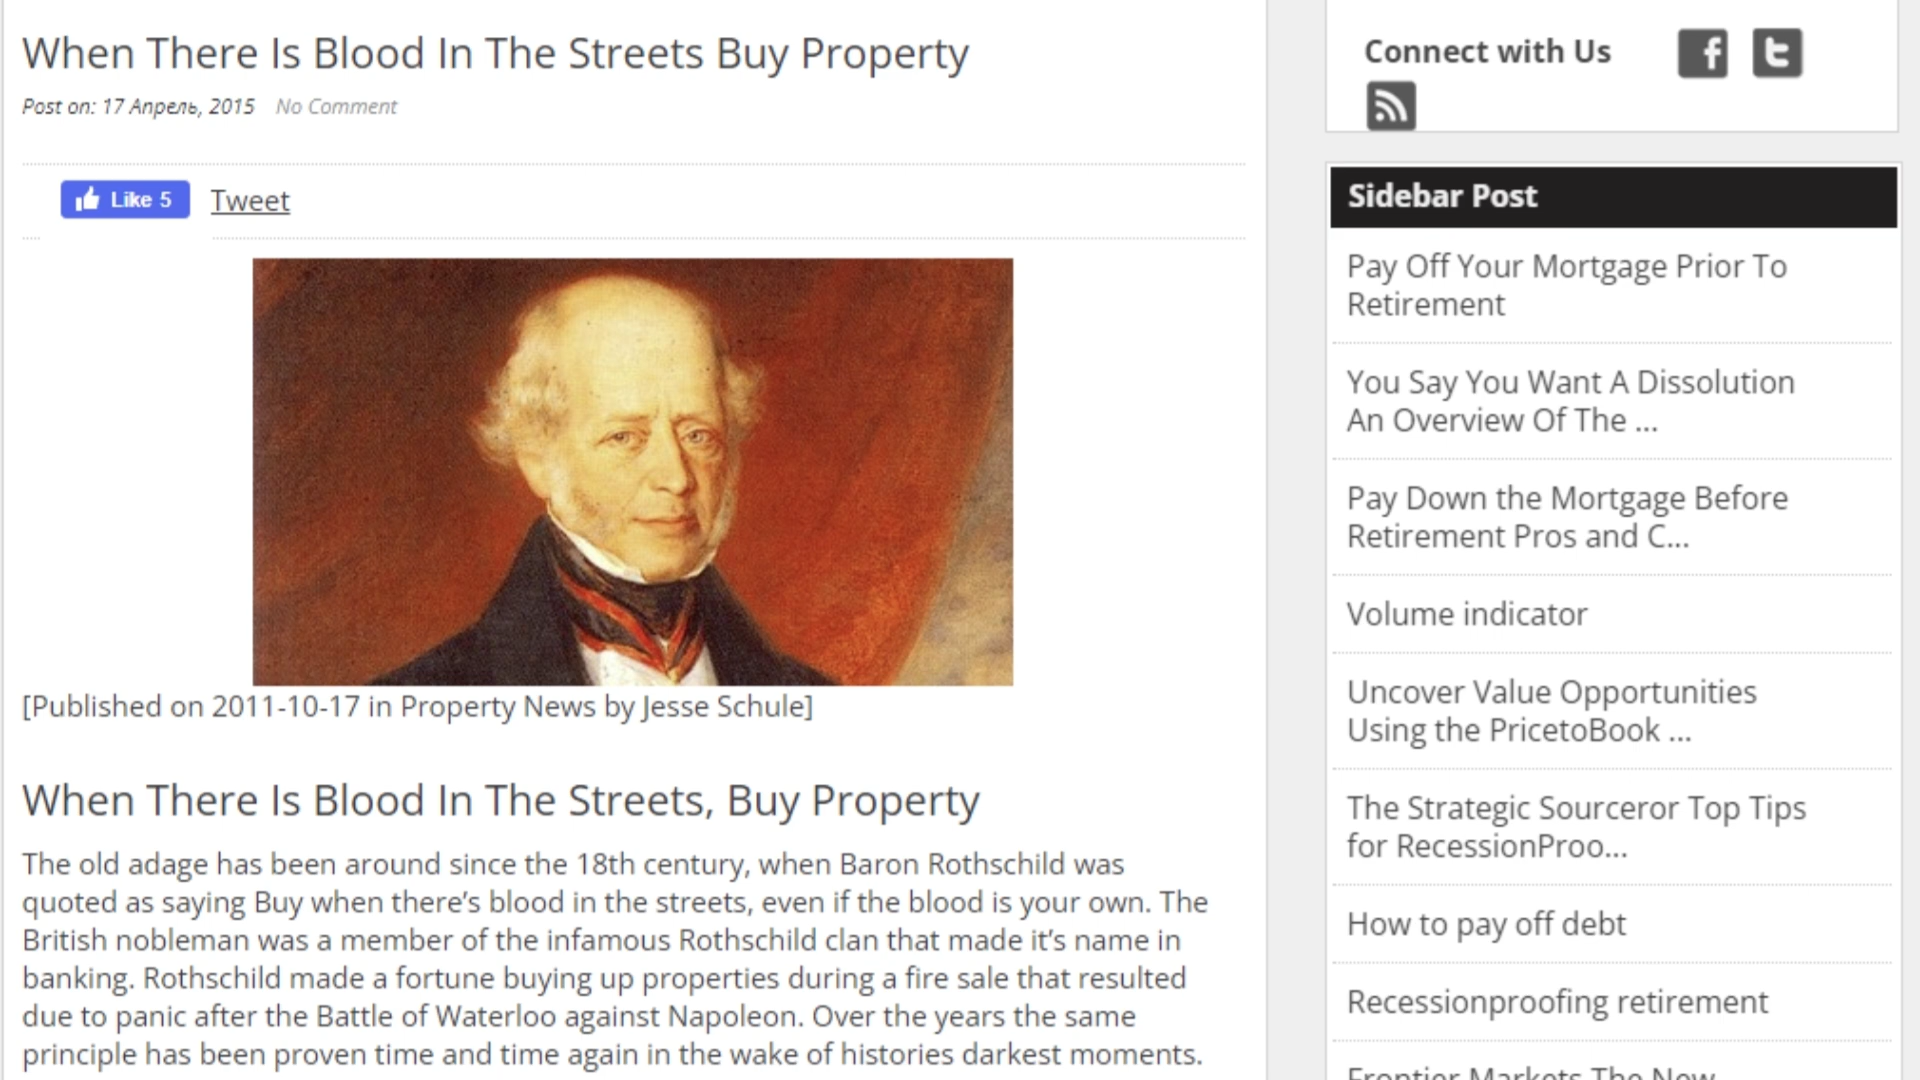 When There Is Blood In The Streets Buy Property
Post on: 17 Апрель, 2015 No Comment
Like 5 Tweet
[Published on 2011-10-17 in Property News by Jesse Schule]
When There Is Blood In The Streets, Buy Property
The old adage has been around since the 18th century, when Baron Rothschild was
quoted as saying Buy when there’s blood in the streets, even if the blood is your own. The
British nobleman was a member of the infamous Rothschild clan that made it’s name in
banking. Rothschild made a fortune buying up properties during a fire sale that resulted
due to panic after the Battle of Waterloo against Napoleon. Over the years the same
principle has been proven time and time again in the wake of histories darkest moments.
Connect with Us
Sidebar Post
Pay Off Your Mortgage Prior To
Retirement
You Say You Want A Dissolution
An Overview Of The ...
Pay Down the Mortgage Before
Retirement Pros and C...
Volume indicator
Uncover Value Opportunities
Using the PricetoBook ...
The Strategic Sourceror Top Tips
for RecessionProo...
How to pay off debt
Recessionproofing retirement
Frontier Markets The New